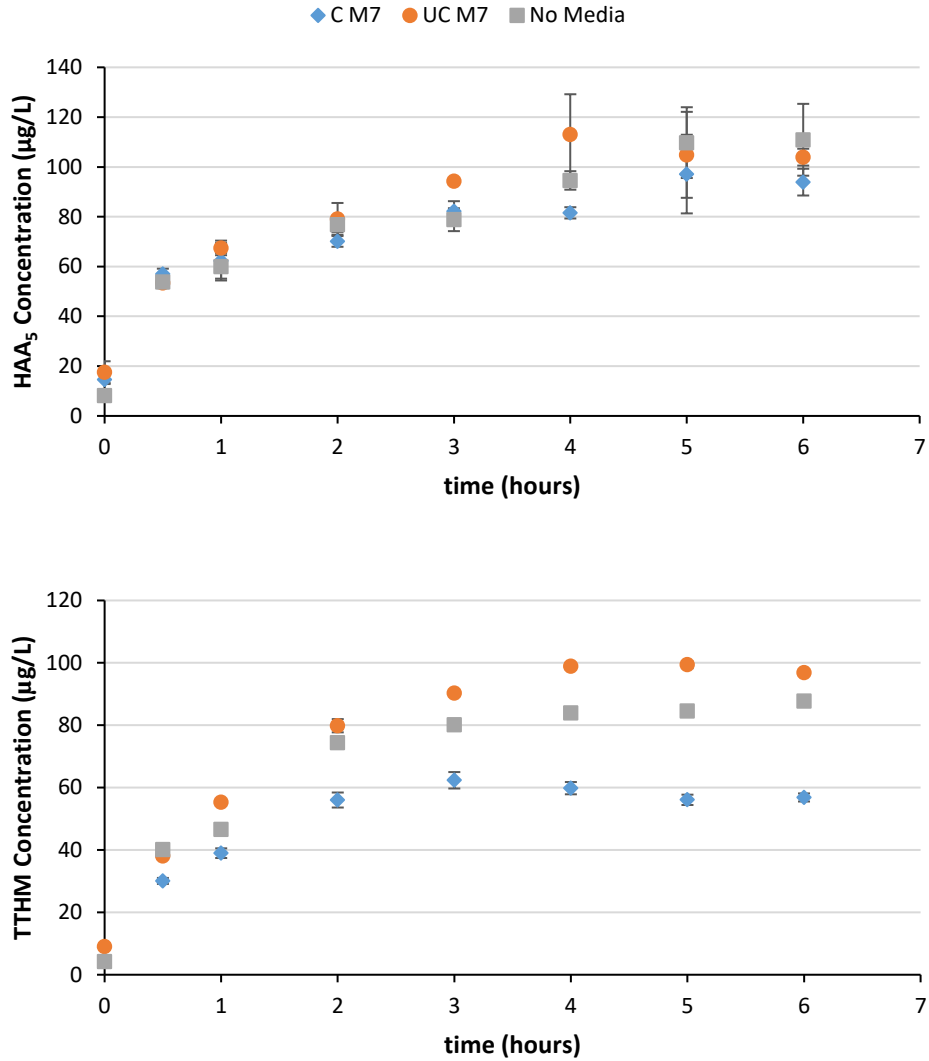 C M7 UC M7 No Media
140
120
100
80
60
40
20
0
HAA₅ Concentration (µg/L)
0 1 2 3 4 5 6 7
time (hours)
120
100
80
60
40
20
0
TTHM Concentration (µg/L)
0 1 2 3 4 5 6 7
time (hours)